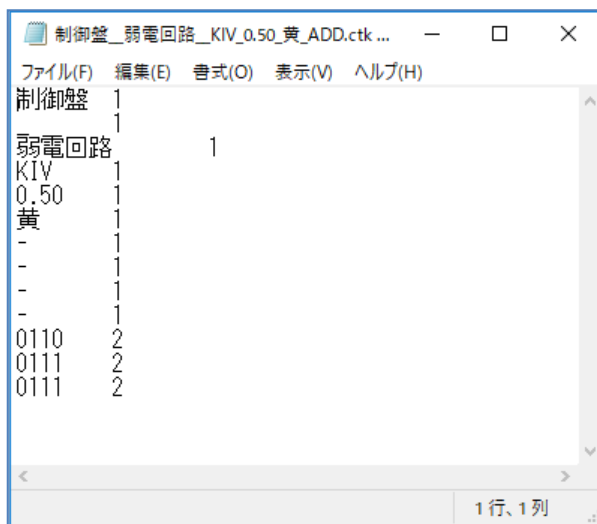 制御盤__弱電回路__KIV_0.50_黄_ADD.ctk ...
ファイル(F) 編集(E) 書式(O) 表示(V) ヘルプ(H)
制御盤 1
1
弱電回路 1
KIV 1
0.50 1
黄 1
- 1
- 1
- 1
- 1
0110 2
0111 2
0111 2
1行、1列